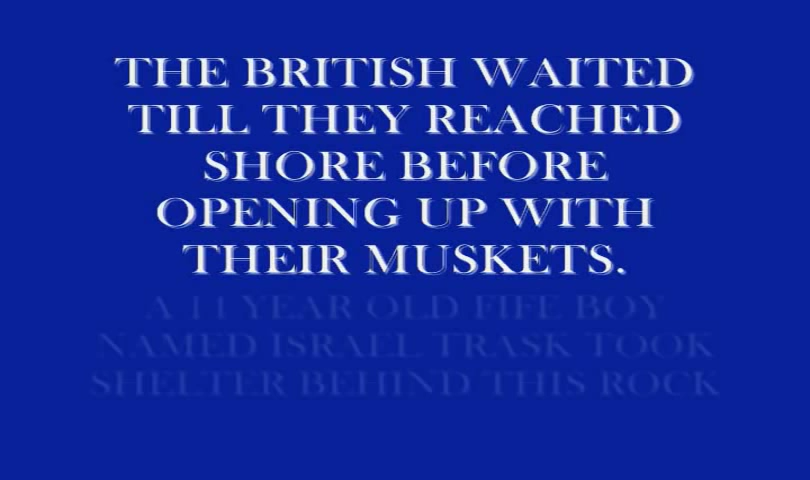 THE BRITISH WAITED
TILL THEY REACHED
SHORE BEFORE
OPENING UP WITH
THEIR MUSKETS.
A 11 YEAR OLD FIFE BOY
NAMED ISRAEL TRASK TOOK
SHELTER BEHIND THIS ROCK